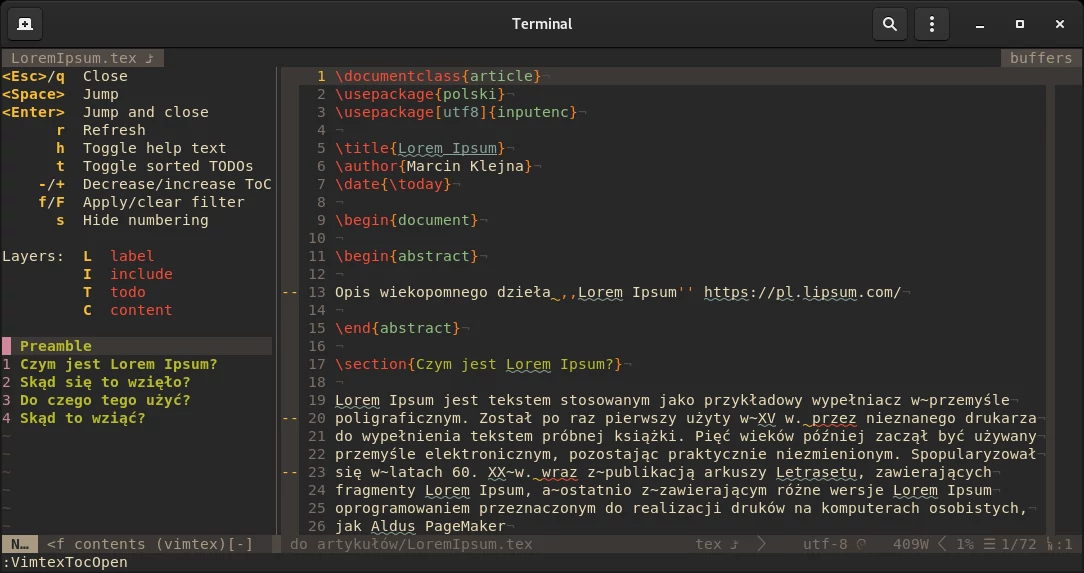 Terminal
LoremIpsum.tex
buffers
<Esc>/q Close
<Space> Jump
<Enter> Jump and close
r Refresh
h Toggle help text
t Toggle sorted TODOs
-/+ Decrease/increase ToC
f/F Apply/clear filter
s Hide numbering
Layers: L label
I include
T todo
C content
Preamble
1 Czym jest Lorem Ipsum?
2 Skąd się to wzięło?
3 Do czego tego użyć?
4 Skąd to wziąć?
~
~
~
~
~
~
1 \documentclass{article}¬
2 \usepackage{polski}¬
3 \usepackage[utf8]{inputenc}¬
4 ¬
5 \title{Lorem Ipsum}¬
6 \author{Marcin Klejna}¬
7 \date{\today}¬
8 ¬
9 \begin{document}¬
10 ¬
11 \begin{abstract}¬
12 ¬
-- 13 Opis wiekopomnego dzieła ,,Lorem Ipsum'' https://pl.lipsum.com/¬
14 ¬
15 \end{abstract}¬
16 ¬
17 \section{Czym jest Lorem Ipsum?}¬
18 ¬
19 Lorem Ipsum jest tekstem stosowanym jako przykładowy wypełniacz w~przemyśle¬
-- 20 poligraficznym. Został po raz pierwszy użyty w~XV w. przez nieznanego drukarza¬
21 do wypełnienia tekstem próbnej książki. Pięć wieków później zaczął być używany¬
22 przemyśle elektronicznym, pozostając praktycznie niezmienionym. Spopularyzował¬
-- 23 się w~latach 60. XX~w. wraz z~publikacją arkuszy Letrasetu, zawierających¬
24 fragmenty Lorem Ipsum, a~ostatnio z~zawierającym różne wersje Lorem Ipsum¬
25 oprogramowaniem przeznaczonym do realizacji druków na komputerach osobistych,¬
26 jak Aldus PageMaker¬
N… <f contents (vimtex)[-]
do artykułów/LoremIpsum.tex tex utf-8 409W 1% ☰ 1/72 :1
:VimtexTocOpen